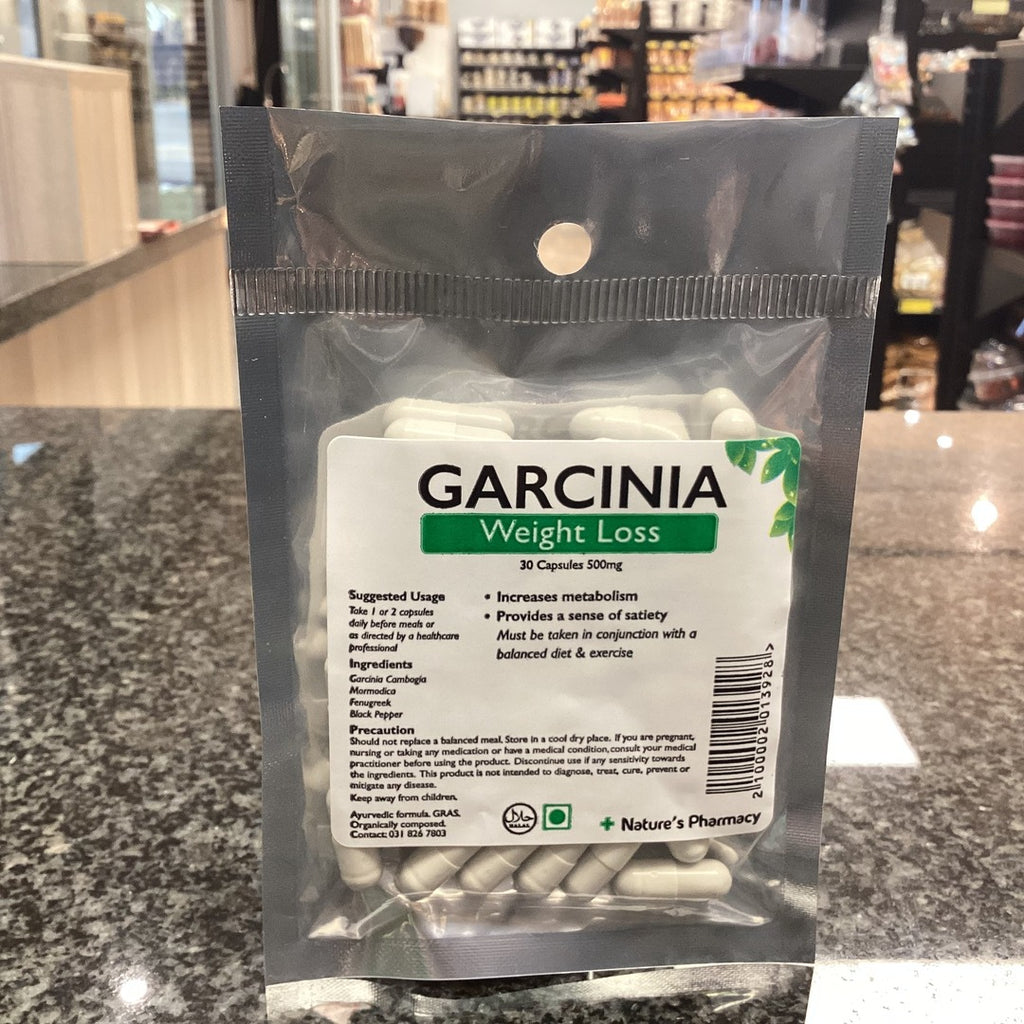 GARCINIA
Weight Loss
30 Capsules 500mg
Suggested Usage
Take 1 or 2 capsules
daily before meals or
as directed by a healthcare
professional
Ingredients
Garcinia Cambogia
Mormodica
Fenugreek
Black Pepper
• Increases metabolism
• Provides a sense of satiety
Must be taken in conjunction with a
balanced diet & exercise
Precaution
Should not replace a balanced meal. Store in a cool dry place. If you are pregnant,
nursing or taking any medication or have a medical condition, consult your medical
practitioner before using the product. Discontinue use if any sensitivity towards
the ingredients. This product is not intended to diagnose, treat, cure, prevent or
mitigate any disease.
Keep away from children.
Ayurvedic formula. GRAS.
Organically composed.
Contact: 031 826 7803
حلال
HALAL
Nature's Pharmacy
2 100002 013928 >